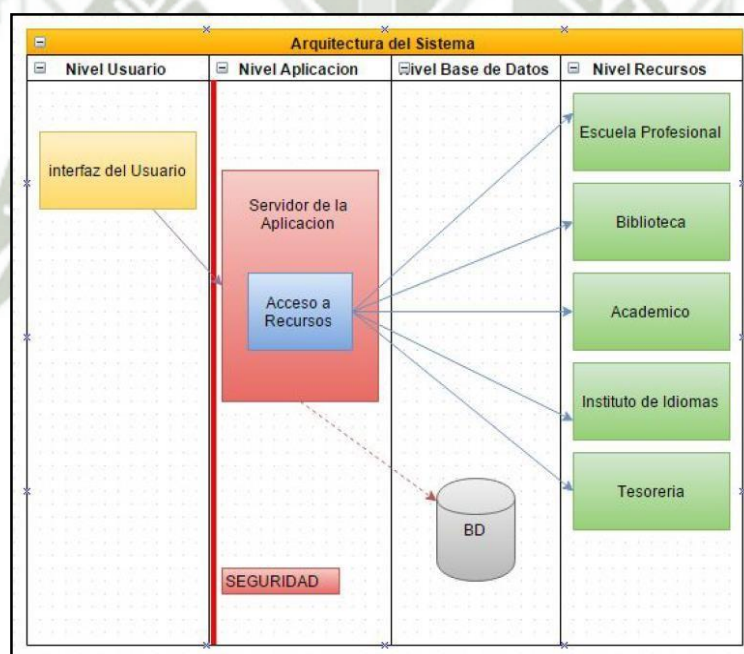 Arquitectura del Sistema
Nivel Usuario
Nivel Aplicacion
ivel Base de Datos
Nivel Recursos
interfaz del Usuario
Servidor de la
Aplicacion
Acceso a
Recursos
Escuela Profesional
Biblioteca
Academico
Instituto de Idiomas
Tesoreria
BD
SEGURIDAD